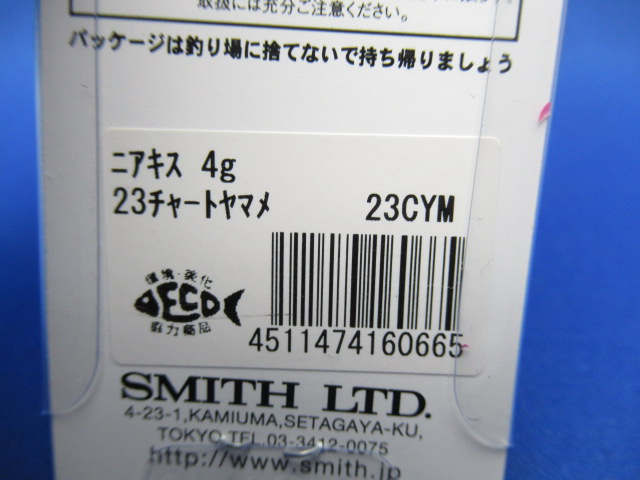 取扱には充分ご注意ください。
パッケージは釣り場に捨てないで持ち帰りましょう
ニアキス 4g
23チャートヤマメ 23CYM
環境・美化
ECO
協力商品
4511474160665
SMITH LTD.
4-23-1,KAMIUMA,SETAGAYA-KU,
TOKYO TEL.03-3412-0075
http://www.smith.jp